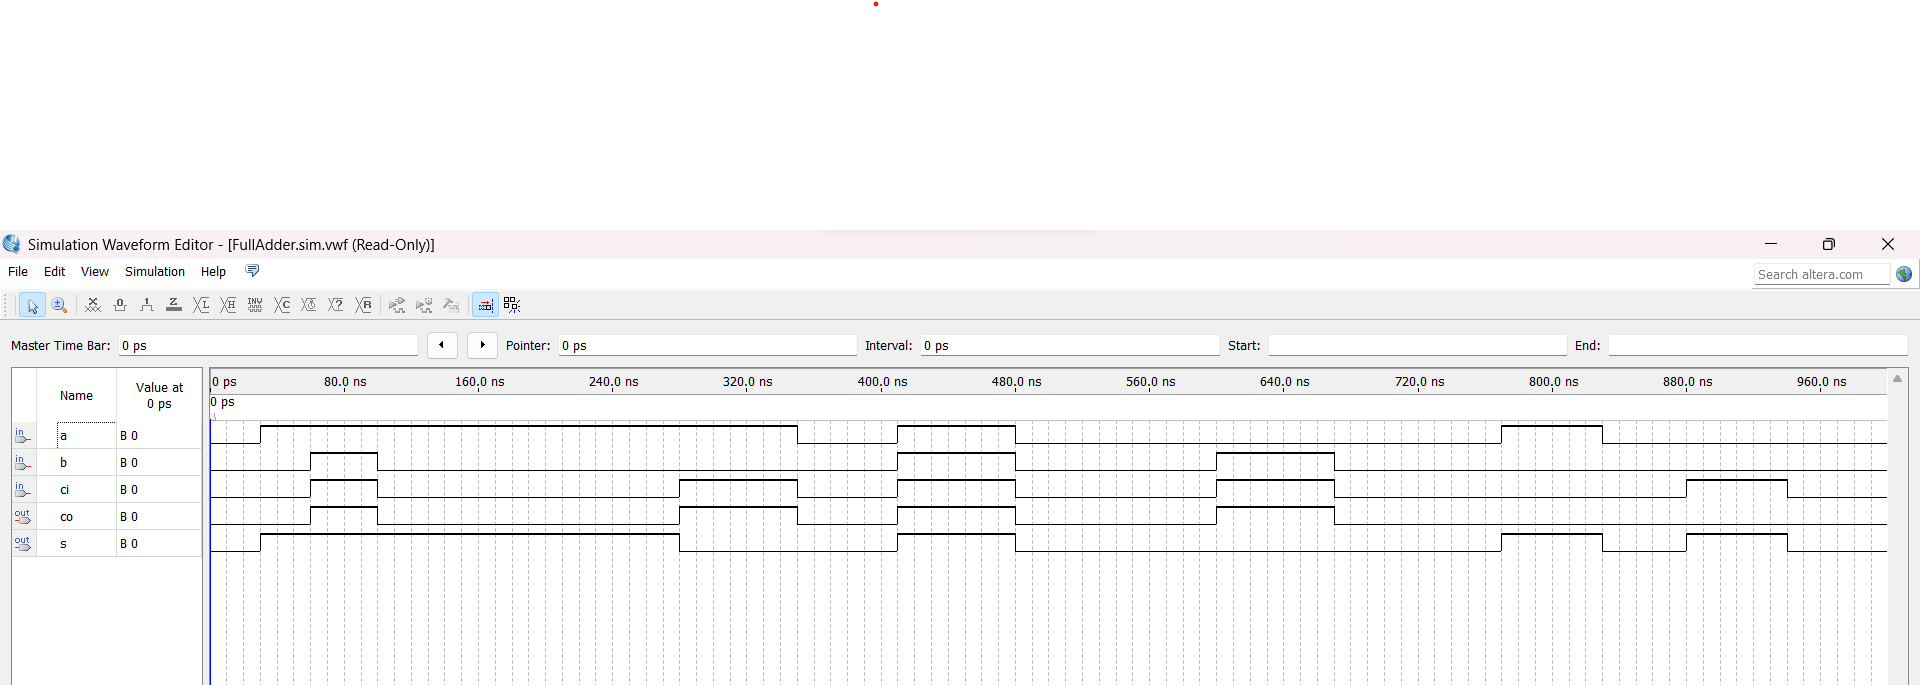 Simulation Waveform Editor - [FullAdder.sim.vwf (Read-Only)]
File Edit View Simulation Help
Search altera.com
Master Time Bar: 0 ps Pointer: 0 ps Interval: 0 ps Start: End:
Name Value at 0 ps
0 ps 80.0 ns 160.0 ns 240.0 ns 320.0 ns 400.0 ns 480.0 ns 560.0 ns 640.0 ns 720.0 ns 800.0 ns 880.0 ns 960.0 ns
0 ps
in a B 0
in b B 0
in ci B 0
out co B 0
out s B 0